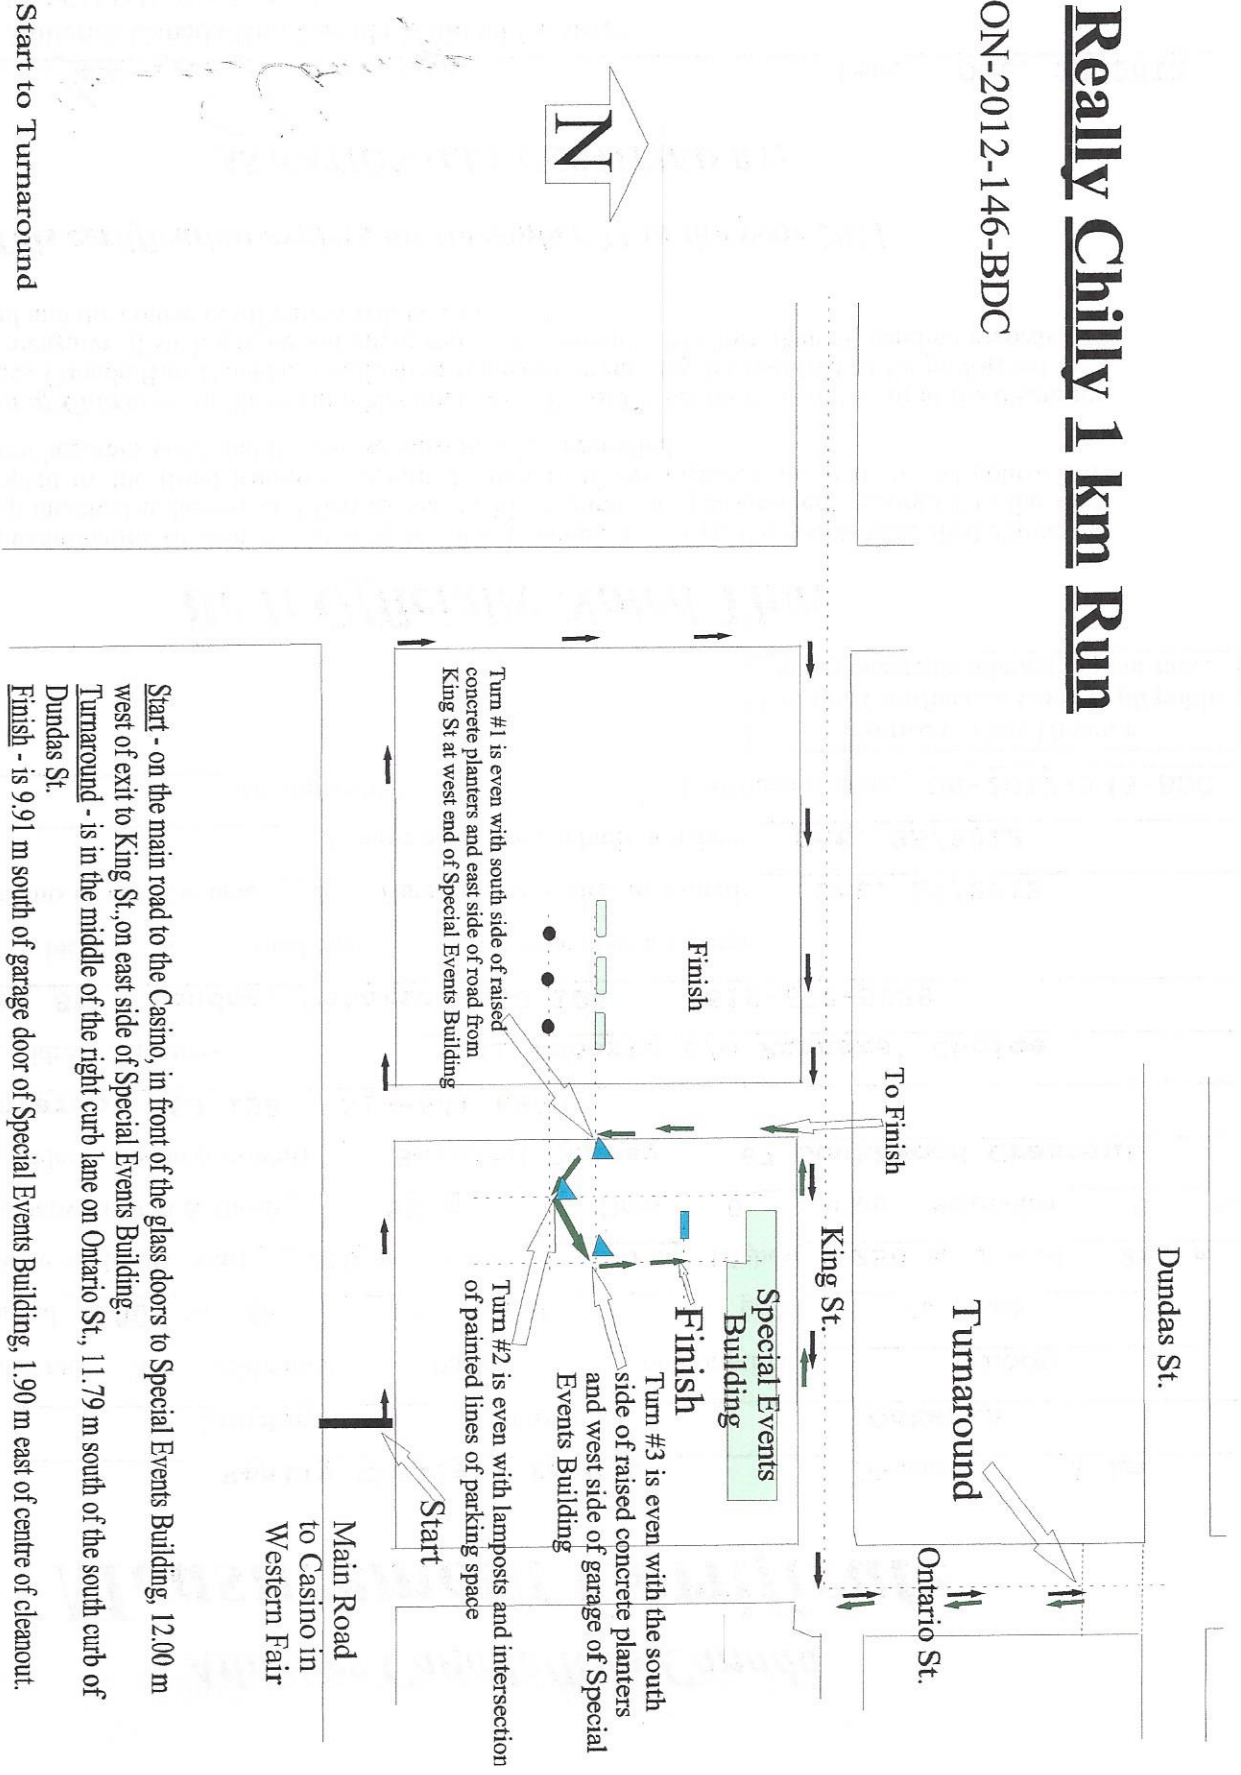 Really Chilly 1 km Run
ON-2012-146-BDC
N
Dundas St.
Turnaround
Ontario St.
King St.
To Finish
Special Events
Building
Finish
Finish
Turn #3 is even with the south
side of raised concrete planters
and west side of garage of Special
Events Building
Turn #1 is even with south side of raised
concrete planters and east side of road from
King St at west end of Special Events Building
Turn #2 is even with lamposts and intersection
of painted lines of parking space
Start
Main Road
to Casino in
Western Fair
Start - on the main road to the Casino, in front of the glass doors to Special Events Building, 12.00 m
west of exit to King St.,on east side of Special Events Building.
Turnaround - is in the middle of the right curb lane on Ontario St., 11.79 m south of the south curb of
Dundas St.
Finish - is 9.91 m south of garage door of Special Events Building, 1.90 m east of centre of cleanout.
Start to Turnaround